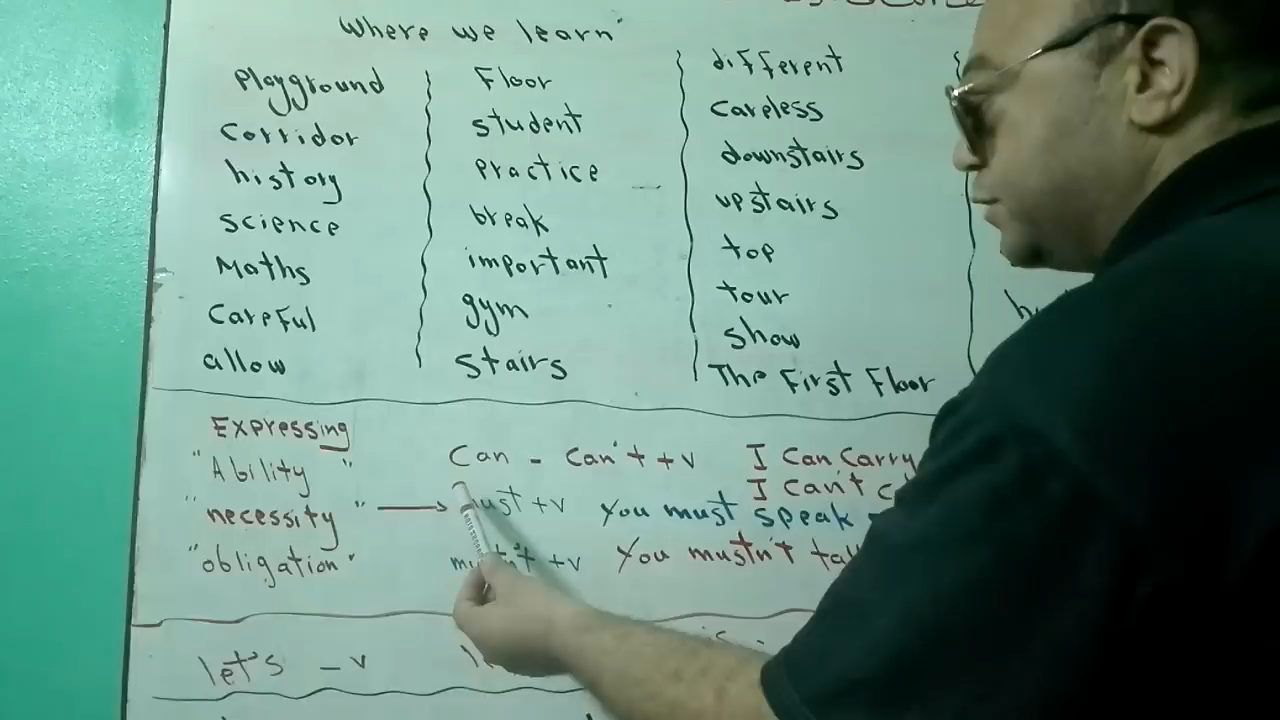 Where we learn"
Playground
Corridor
history
science
Maths
Careful
allow
Floor
student
Practice
break
important
gym
Stairs
different
Careless
downstairs
upstairs
top
tour
show
The First Floor
Expressing
"Ability"
"necessity"
"obligation"
Can - Can't + v I Can Carry
I Can't
must + v You must speak
mustn't + v You mustn't
let's - v